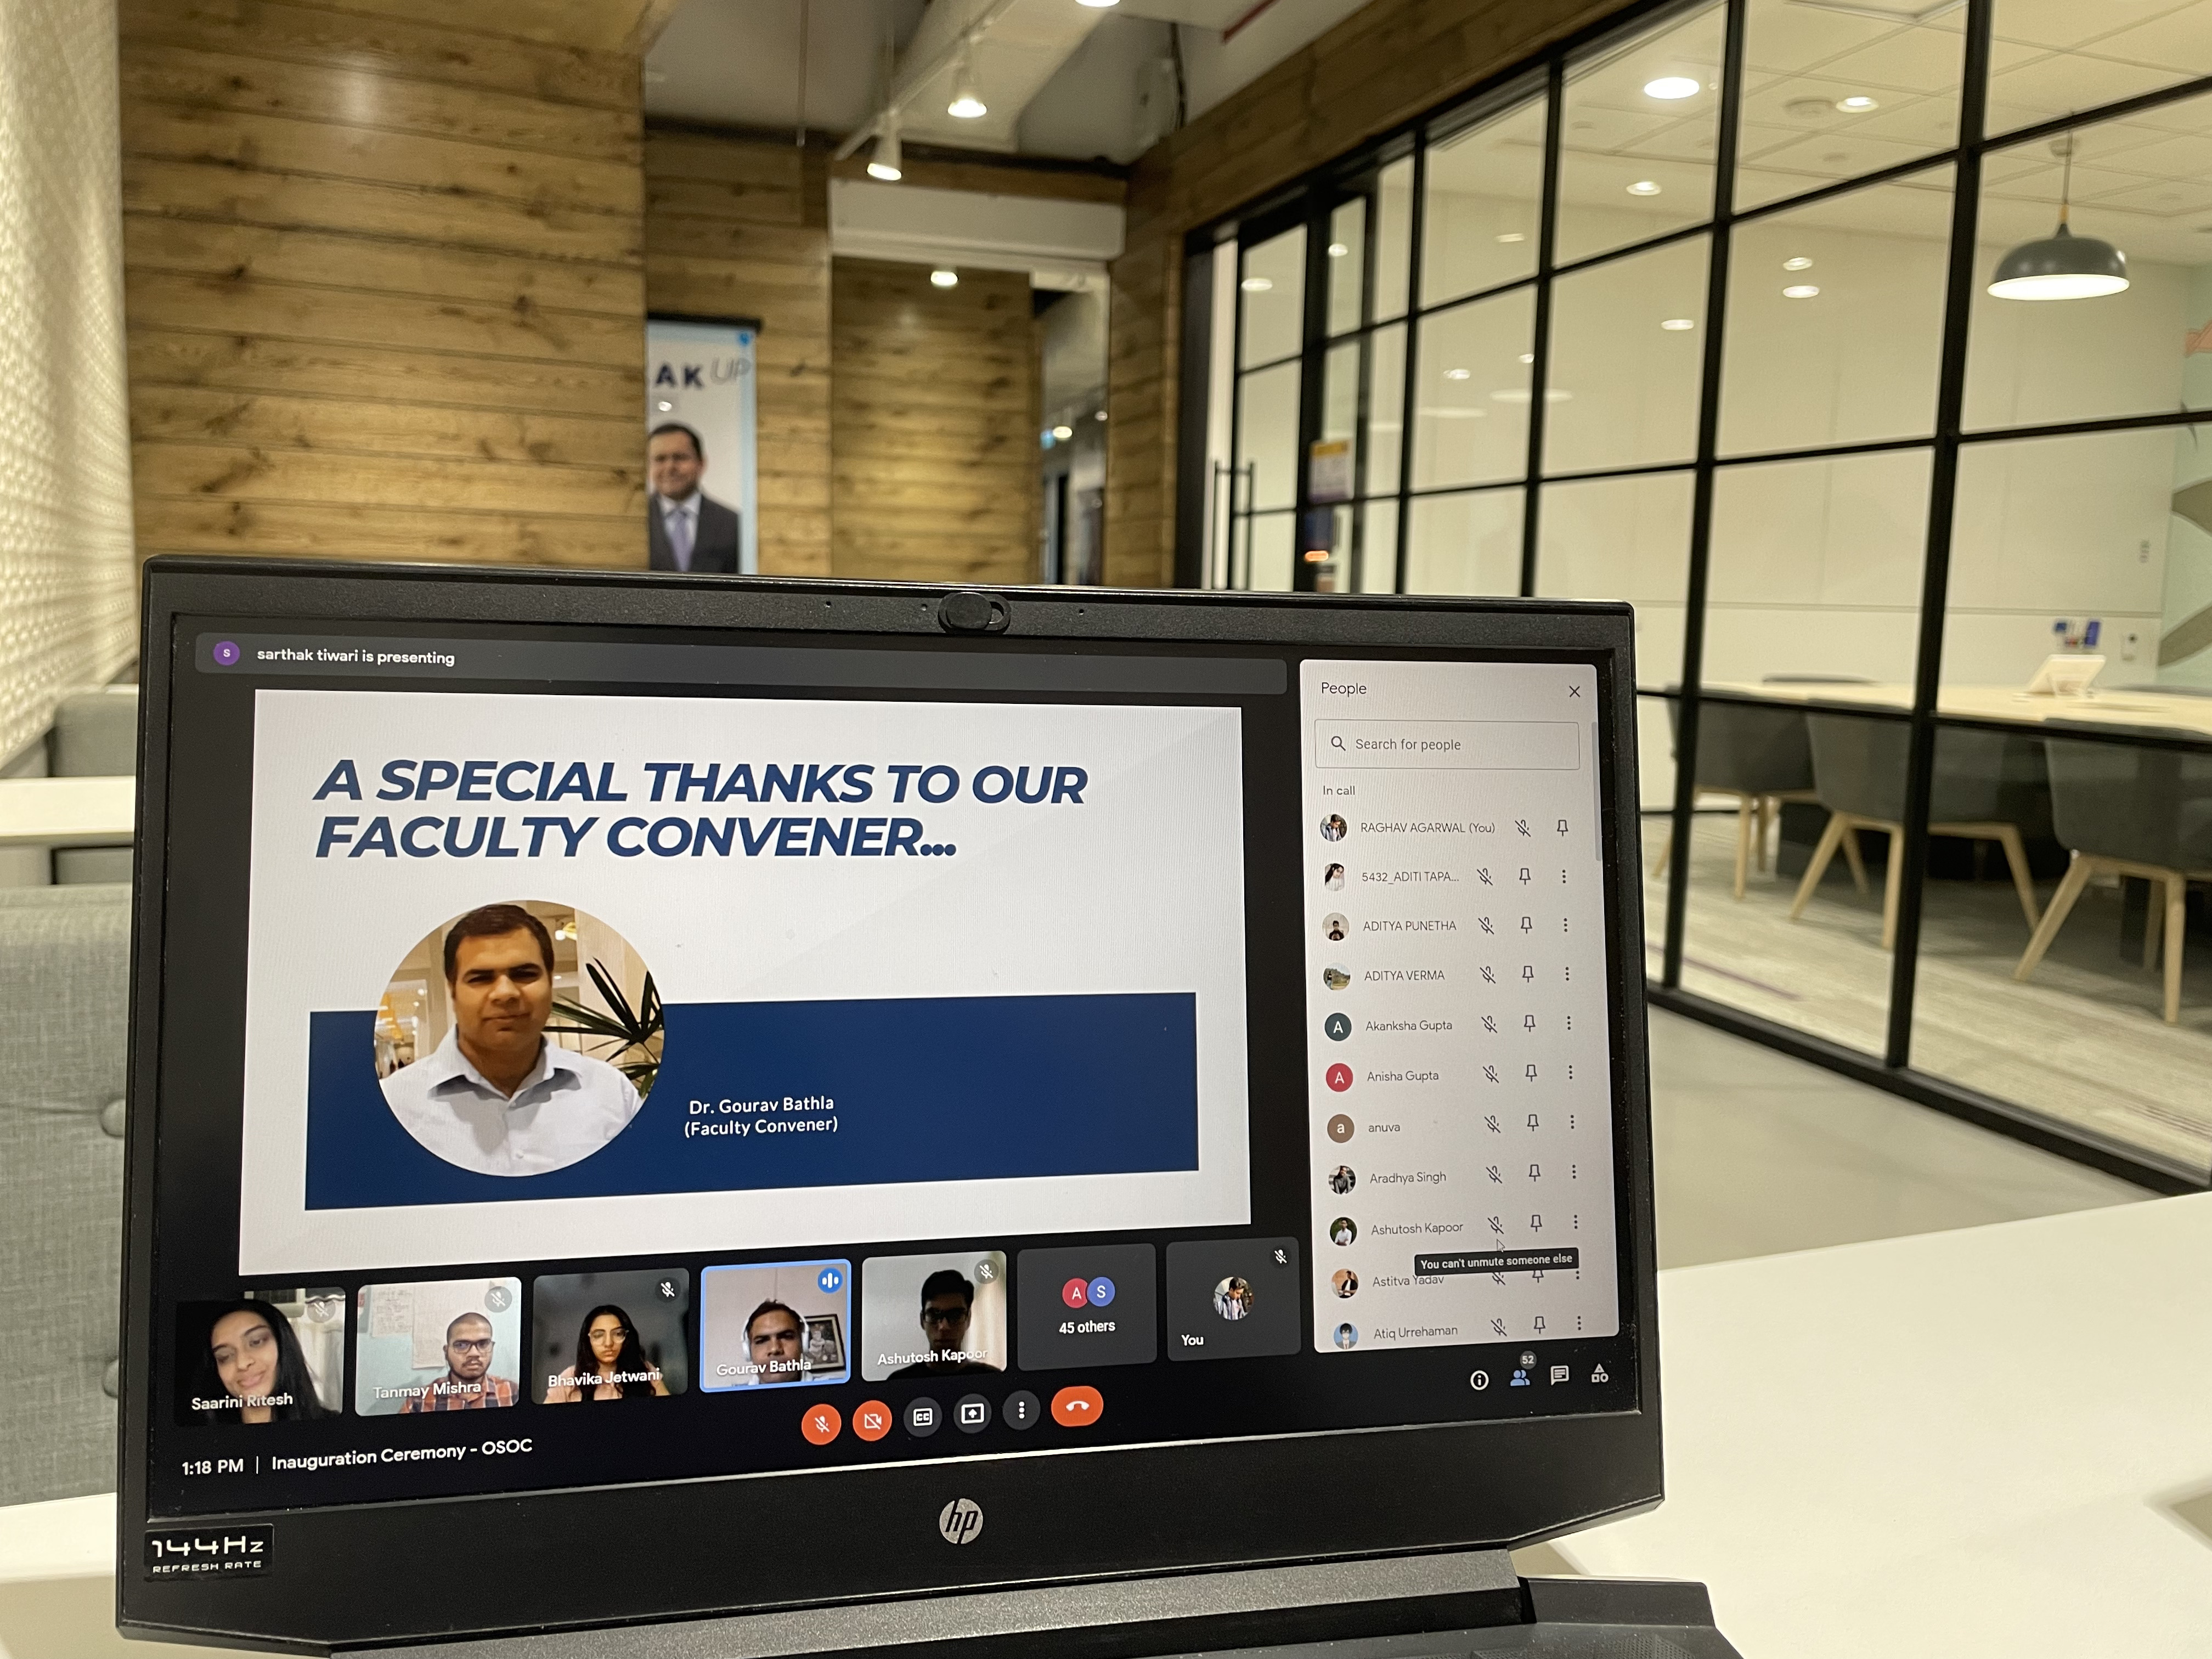 AK UP
S
sarthak tiwari is presenting
A SPECIAL THANKS TO OUR
FACULTY CONVENER...
Dr. Gourav Bathla
(Faculty Convener)
People
Search for people
In call
RAGHAV AGARWAL (You)
5432_ADITI TAPA...
ADITYA PUNETHA
ADITYA VERMA
A Akanksha Gupta
A Anisha Gupta
a anuva
Aradhya Singh
Ashutosh Kapoor
You can't unmute someone else
Astitva Yadav
Atiq Urrehaman
Saarini Ritesh
Tanmay Mishra
Bhavika Jetwani
Gourav Bathla
Ashutosh Kapoor
A S
45 others
You
CC
52
1:18 PM | Inauguration Ceremony - OSOC
hp
144Hz
REFRESH RATE